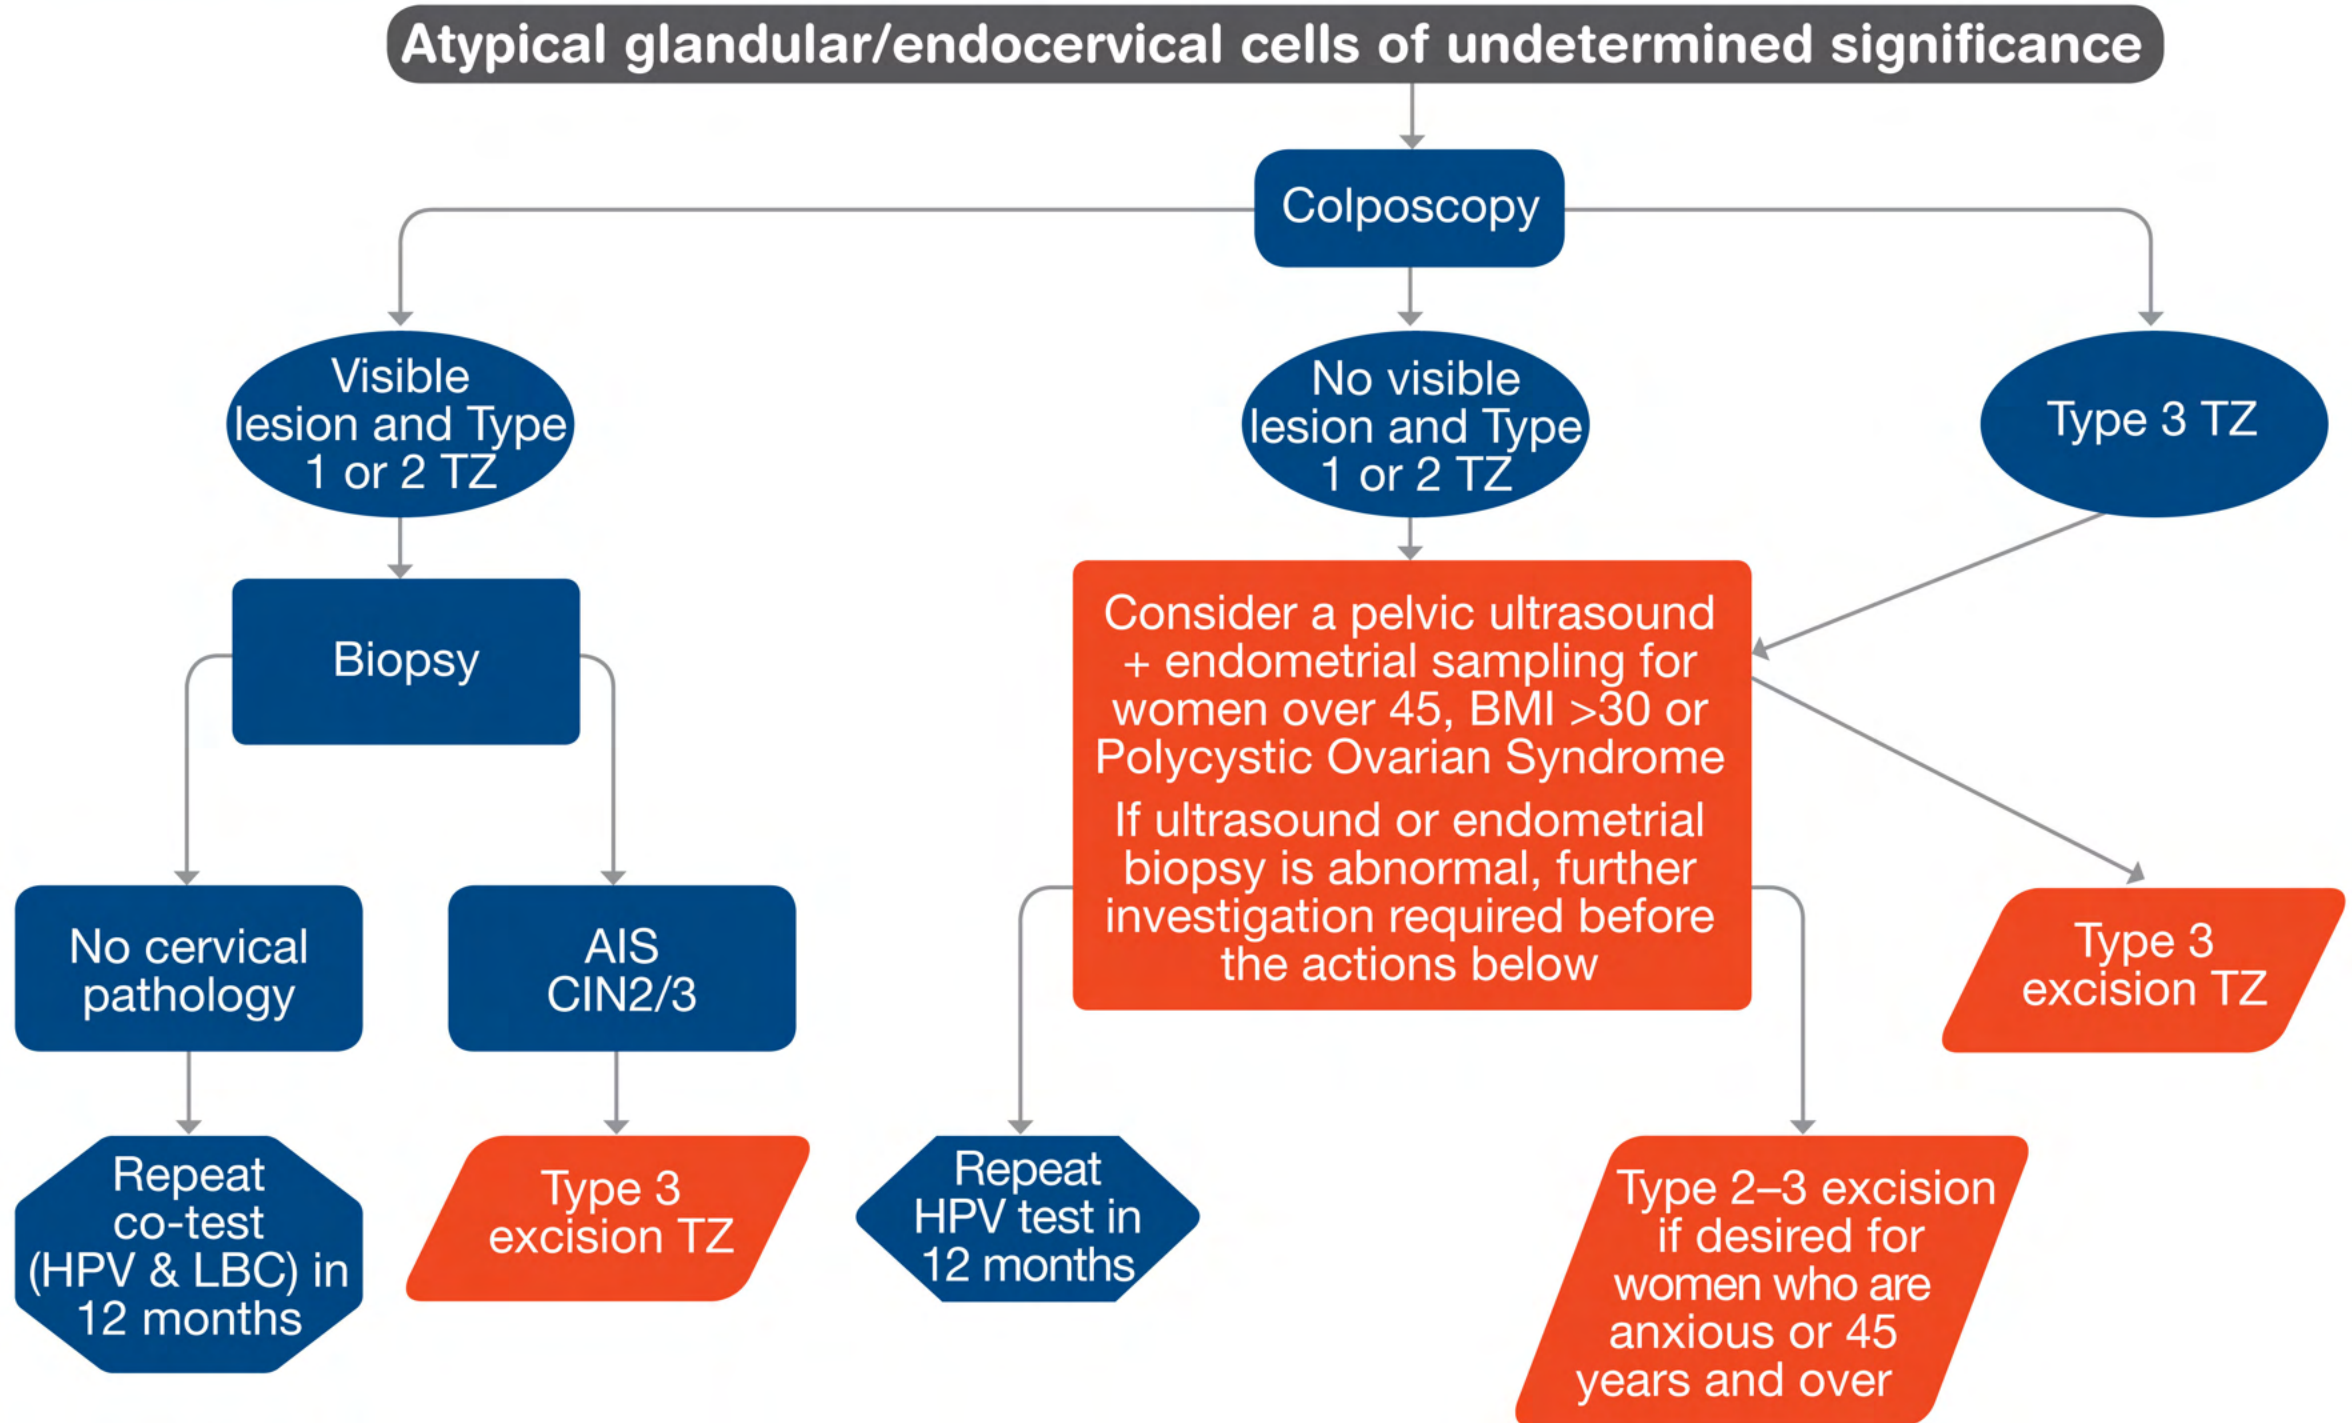 Atypical glandular/endocervical cells of undetermined significance
Colposcopy
Visible
lesion and Type
1 or 2 TZ
No visible
lesion and Type
1 or 2 TZ
Type 3 TZ
Biopsy
Consider a pelvic ultrasound
+ endometrial sampling for
women over 45, BMI >30 or
Polycystic Ovarian Syndrome
If ultrasound or endometrial
biopsy is abnormal, further
investigation required before
the actions below
No cervical
pathology
AIS
CIN2/3
Type 3
excision TZ
Repeat
co-test
(HPV & LBC) in
12 months
Type 3
excision TZ
Repeat
HPV test in
12 months
Type 2–3 excision
if desired for
women who are
anxious or 45
years and over